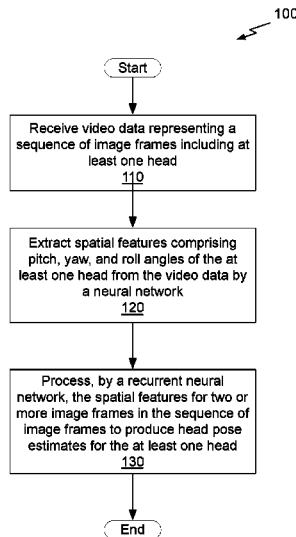 100
Start
Receive video data representing a
sequence of image frames including at
least one head
110
Extract spatial features comprising
pitch, yaw, and roll angles of the at
least one head from the video data by
a neural network
120
Process, by a recurrent neural
network, the spatial features for two or
more image frames in the sequence of
image frames to produce head pose
estimates for the at least one head
130
End